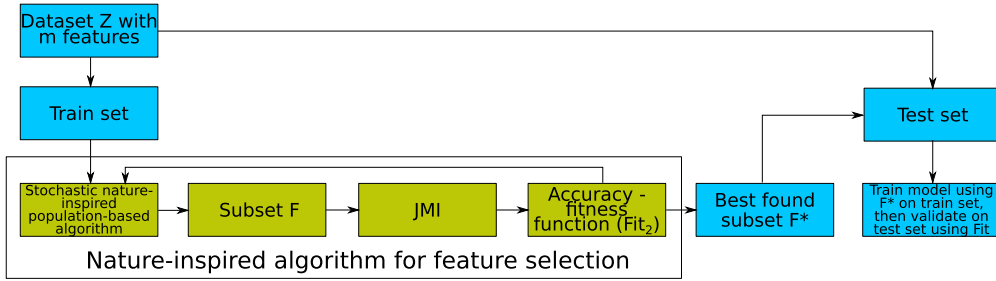 Dataset Z with
m features
Train set
Test set
Stochastic nature-
inspired
population-based
algorithm
Subset F
JMI
Accuracy -
fitness
function (Fit₂)
Best found
subset F*
Train model using
F* on train set,
then validate on
test set using Fit
Nature-inspired algorithm for feature selection